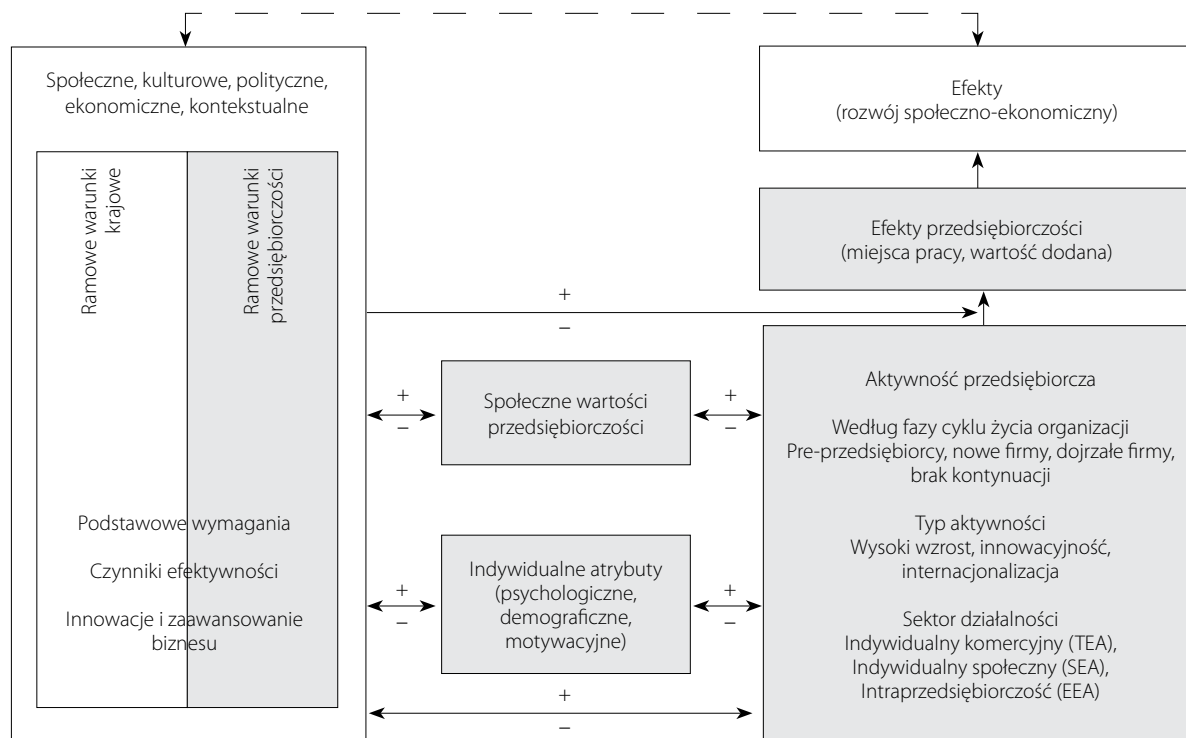 Społeczne, kulturowe, polityczne,
ekonomiczne, kontekstualne
Ramowe warunki
krajowe
Ramowe warunki
przedsiębiorczości
Podstawowe wymagania
Czynniki efektywności
Innowacje i zaawansowanie
biznesu
+
–
+
–
Społeczne wartości
przedsiębiorczości
+
–
+
–
Indywidualne atrybuty
(psychologiczne,
demograficzne,
motywacyjne)
+
–
+
–
Efekty
(rozwój społeczno-ekonomiczny)
Efekty przedsiębiorczości
(miejsca pracy, wartość dodana)
Aktywność przedsiębiorcza
Według fazy cyklu życia organizacji
Pre-przedsiębiorcy, nowe firmy, dojrzałe firmy,
brak kontynuacji
Typ aktywności
Wysoki wzrost, innowacyjność,
internacjonalizacja
Sektor działalności
Indywidualny komercyjny (TEA),
Indywidualny społeczny (SEA),
Intraprzedsiębiorczość (EEA)